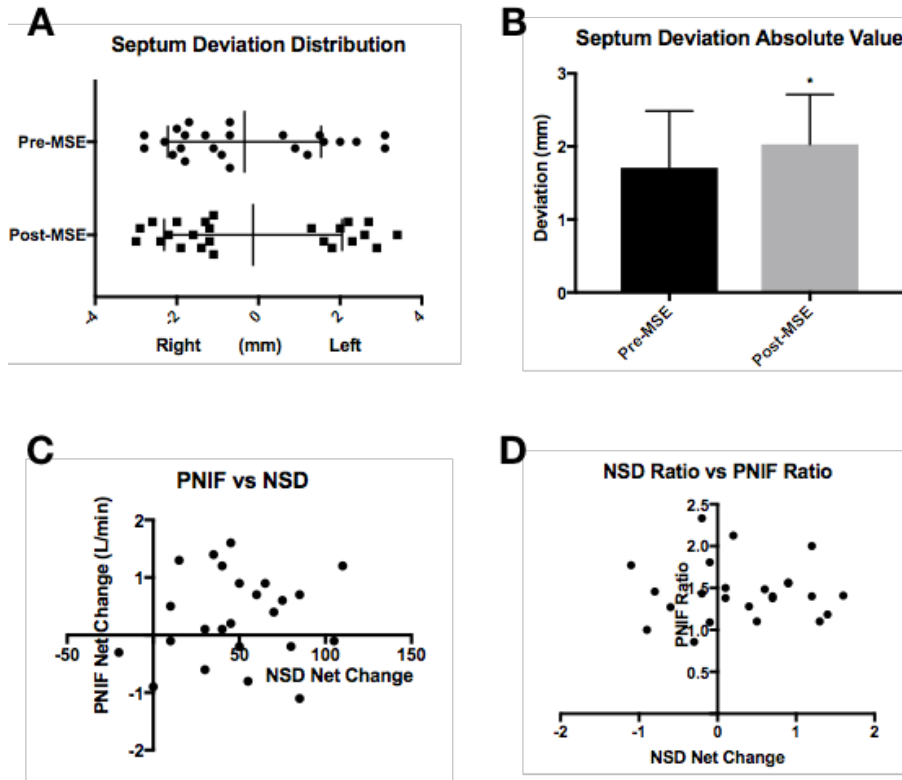 A
Septum Deviation Distribution
Pre-MSE
Post-MSE
-4 -2 0 2 4
Right (mm) Left
B
Septum Deviation Absolute Value
*
3
2
1
0
Deviation (mm)
Pre-MSE Post-MSE
C
PNIF vs NSD
PNIF Net Change (L/min)
2
1
-50 50 100 150
NSD Net Change
-1
-2
D
NSD Ratio vs PNIF Ratio
2.5
2.0
1.5
1.0
0.5
PNIF Ratio
-2 -1 0 1 2
NSD Net Change